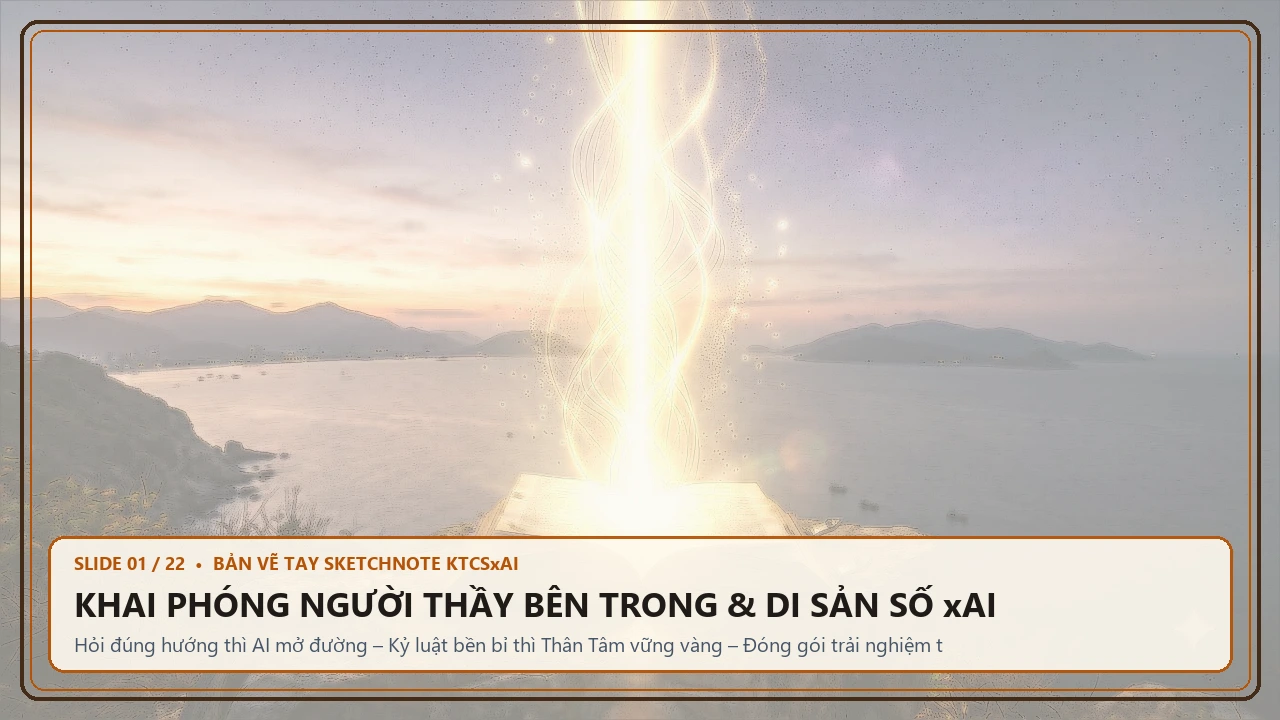 SLIDE 01 / 22 • BẢN VẼ TAY SKETCHNOTE KTCSxAI
KHAI PHÓNG NGƯỜI THẦY BÊN TRONG & DI SẢN SỐ xAI
Hỏi đúng hướng thì AI mở đường – Kỷ luật bền bỉ thì Thân Tâm vững vàng – Đóng gói trải nghiệm t